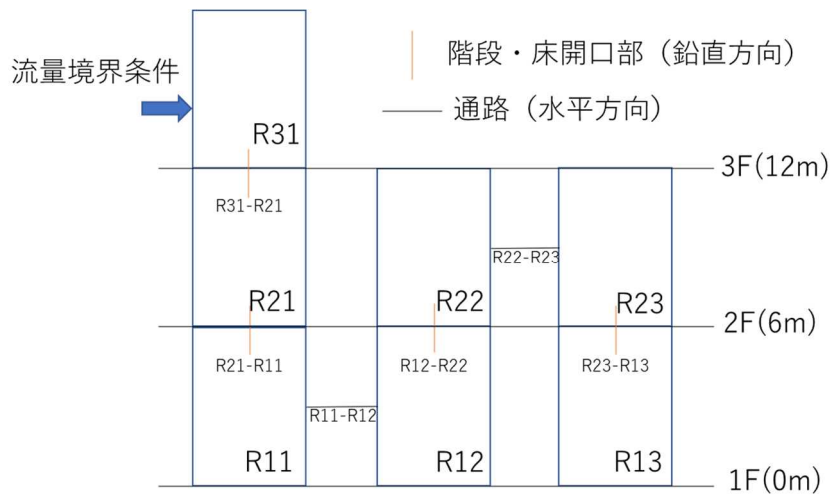 階段・床開口部（鉛直方向）
流量境界条件
通路（水平方向）
R31
3F(12m)
R31-R21
R22-R23
R21
R22
R23
2F(6m)
R21-R11
R12-R22
R23-R13
R11-R12
R11
R12
R13
1F(0m)